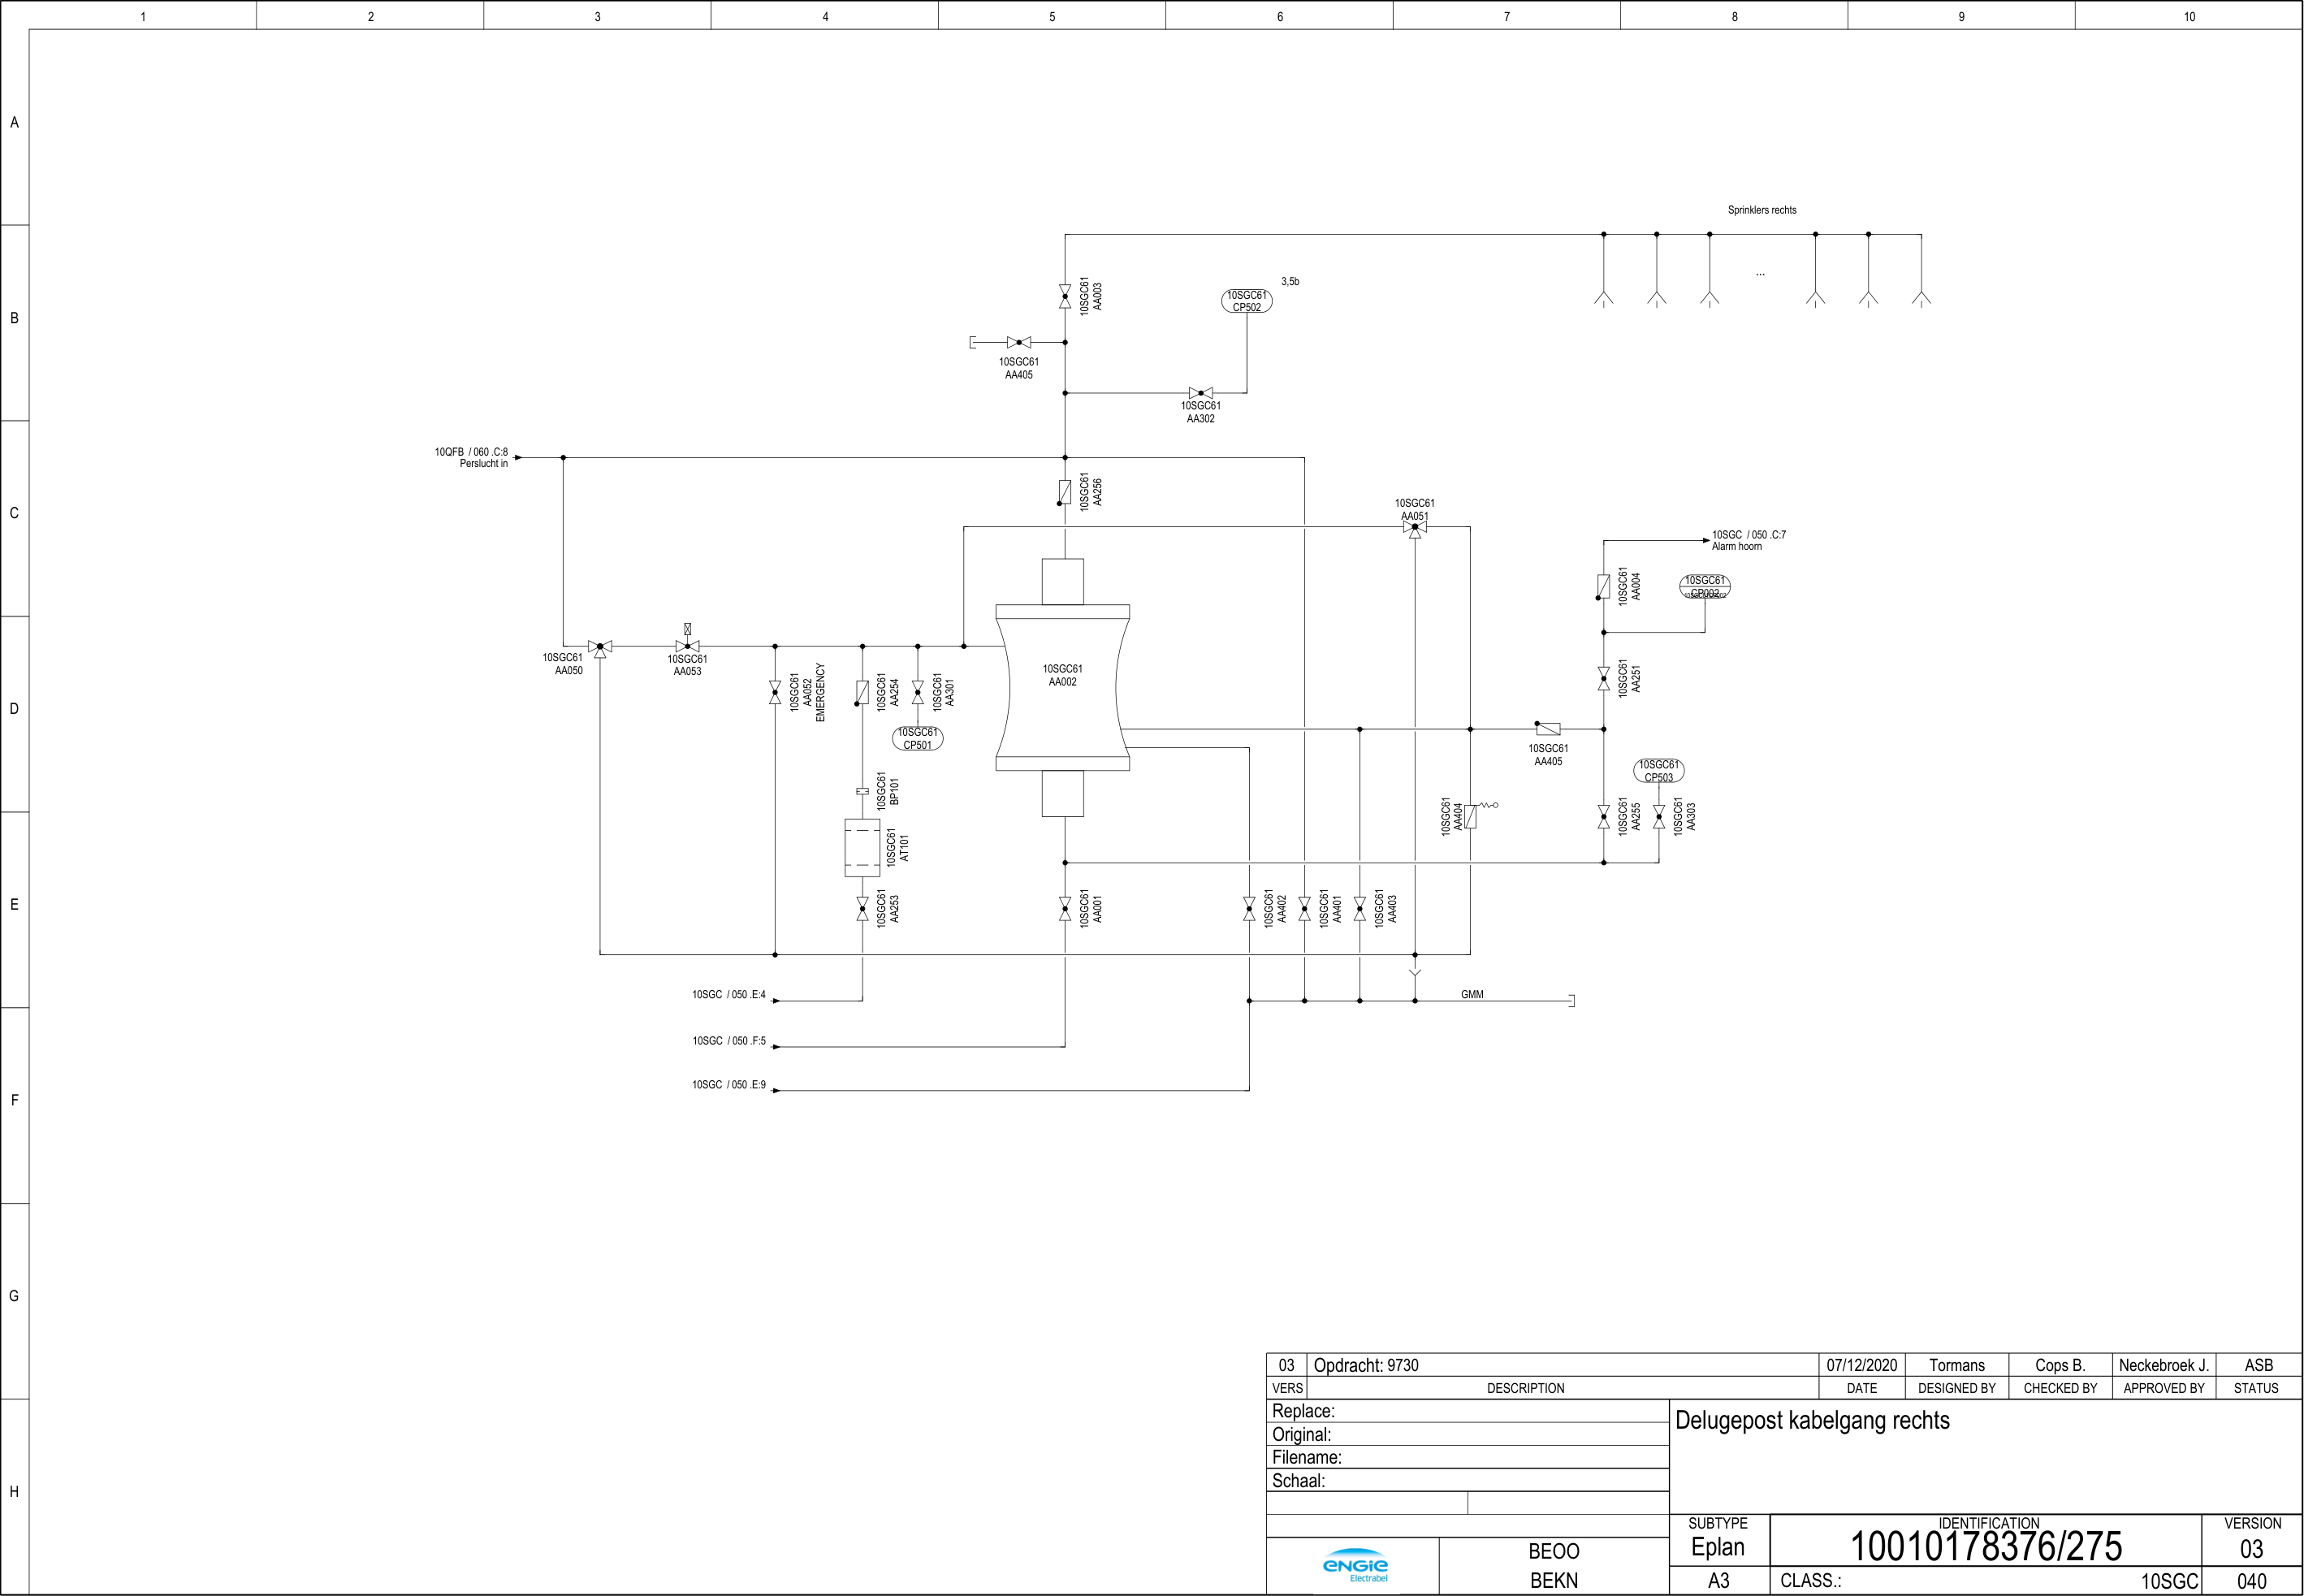 1 2 3 4 5 6 7 8 9 10
A
B
C
D
E
F
G
H
Sprinklers rechts
...
10SGC61
AA003
3,5b
10SGC61
CP502
10SGC61
AA405
10SGC61
AA302
10QFB / 060 .C:8
Perslucht in
10SGC61
AA256
10SGC61
AA051
10SGC / 050 .C:7
Alarm hoorn
10SGC61
AA004
10SGC61
CP002
10SGC61
AA050
10SGC61
AA053
10SGC61
AA052
EMERGENCY
10SGC61
AA254
10SGC61
AA301
10SGC61
AA002
10SGC61
AA251
10SGC61
CP501
10SGC61
AA405
10SGC61
CP503
10SGC61
BP101
10SGC61
AA404
10SGC61
AA255
10SGC61
AA303
10SGC61
AT101
10SGC61
AA253
10SGC61
AA001
10SGC61
AA402
10SGC61
AA401
10SGC61
AA403
10SGC / 050 .E:4
GMM
10SGC / 050 .F:5
10SGC / 050 .E:9
03 Opdracht: 9730 07/12/2020 Tormans Cops B. Neckebroek J. ASB
VERS DESCRIPTION DATE DESIGNED BY CHECKED BY APPROVED BY STATUS
Replace:
Original:
Filename:
Schaal:
Delugepost kabelgang rechts
SUBTYPE IDENTIFICATION VERSION
Eplan 10010178376/275 03
A3 CLASS.: 10SGC 040
ENGIE
Electrabel
BEOO
BEKN